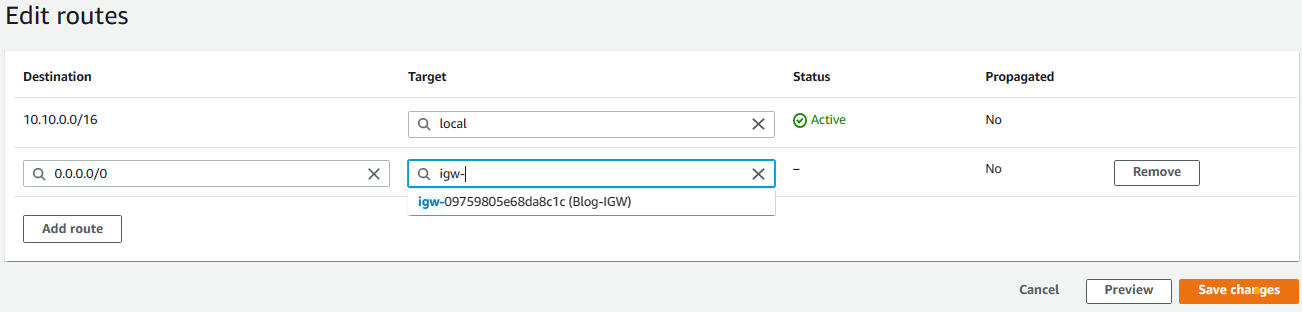 Edit routes
Destination Target Status Propagated
10.10.0.0/16 local Active No
0.0.0.0/0 igw- – No Remove
igw-09759805e68da8c1c (Blog-IGW)
Add route
Cancel Preview Save changes